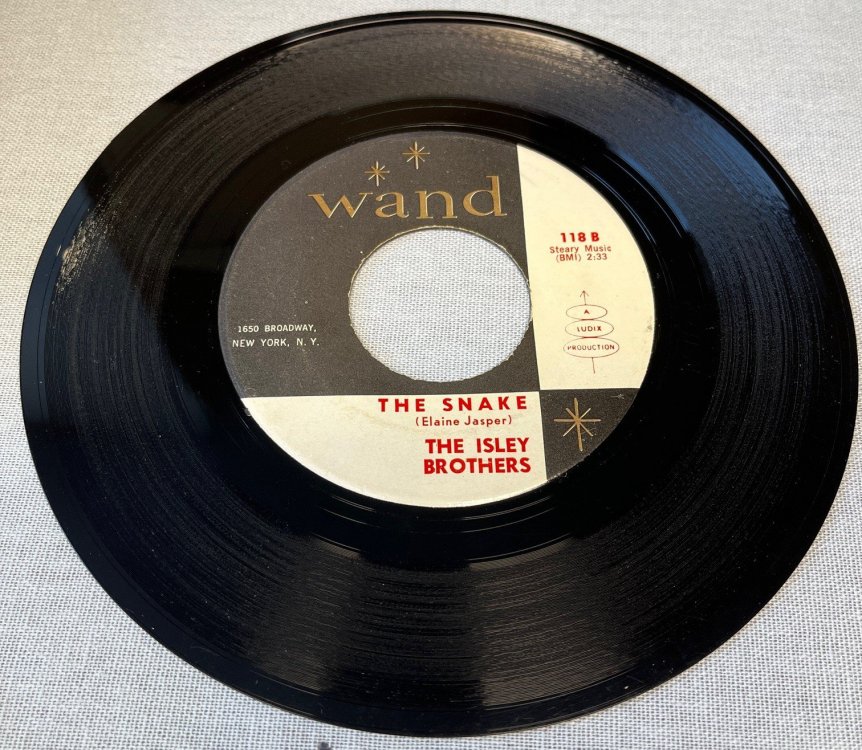 wand
118 B
Steary Music
(BMI) 2:33
A
LUDIX
PRODUCTION
1650 BROADWAY,
NEW YORK, N. Y.
THE SNAKE
(Elaine Jasper)
THE ISLEY
BROTHERS